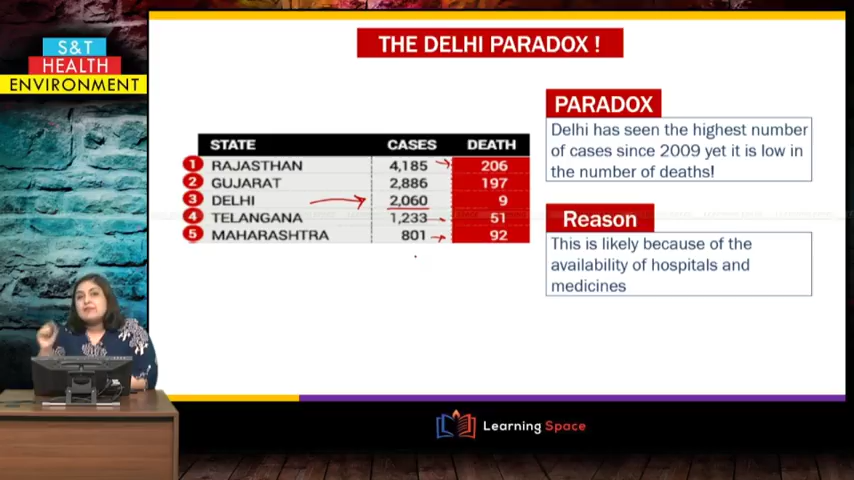 S&T
HEALTH
ENVIRONMENT
THE DELHI PARADOX !
STATE CASES DEATH
1 RAJASTHAN 4,185 206
2 GUJARAT 2,886 197
3 DELHI 2,060 9
4 TELANGANA 1,233 51
5 MAHARASHTRA 801 92
PARADOX
Delhi has seen the highest number
of cases since 2009 yet it is low in
the number of deaths!
Reason
This is likely because of the
availability of hospitals and
medicines
Learning Space